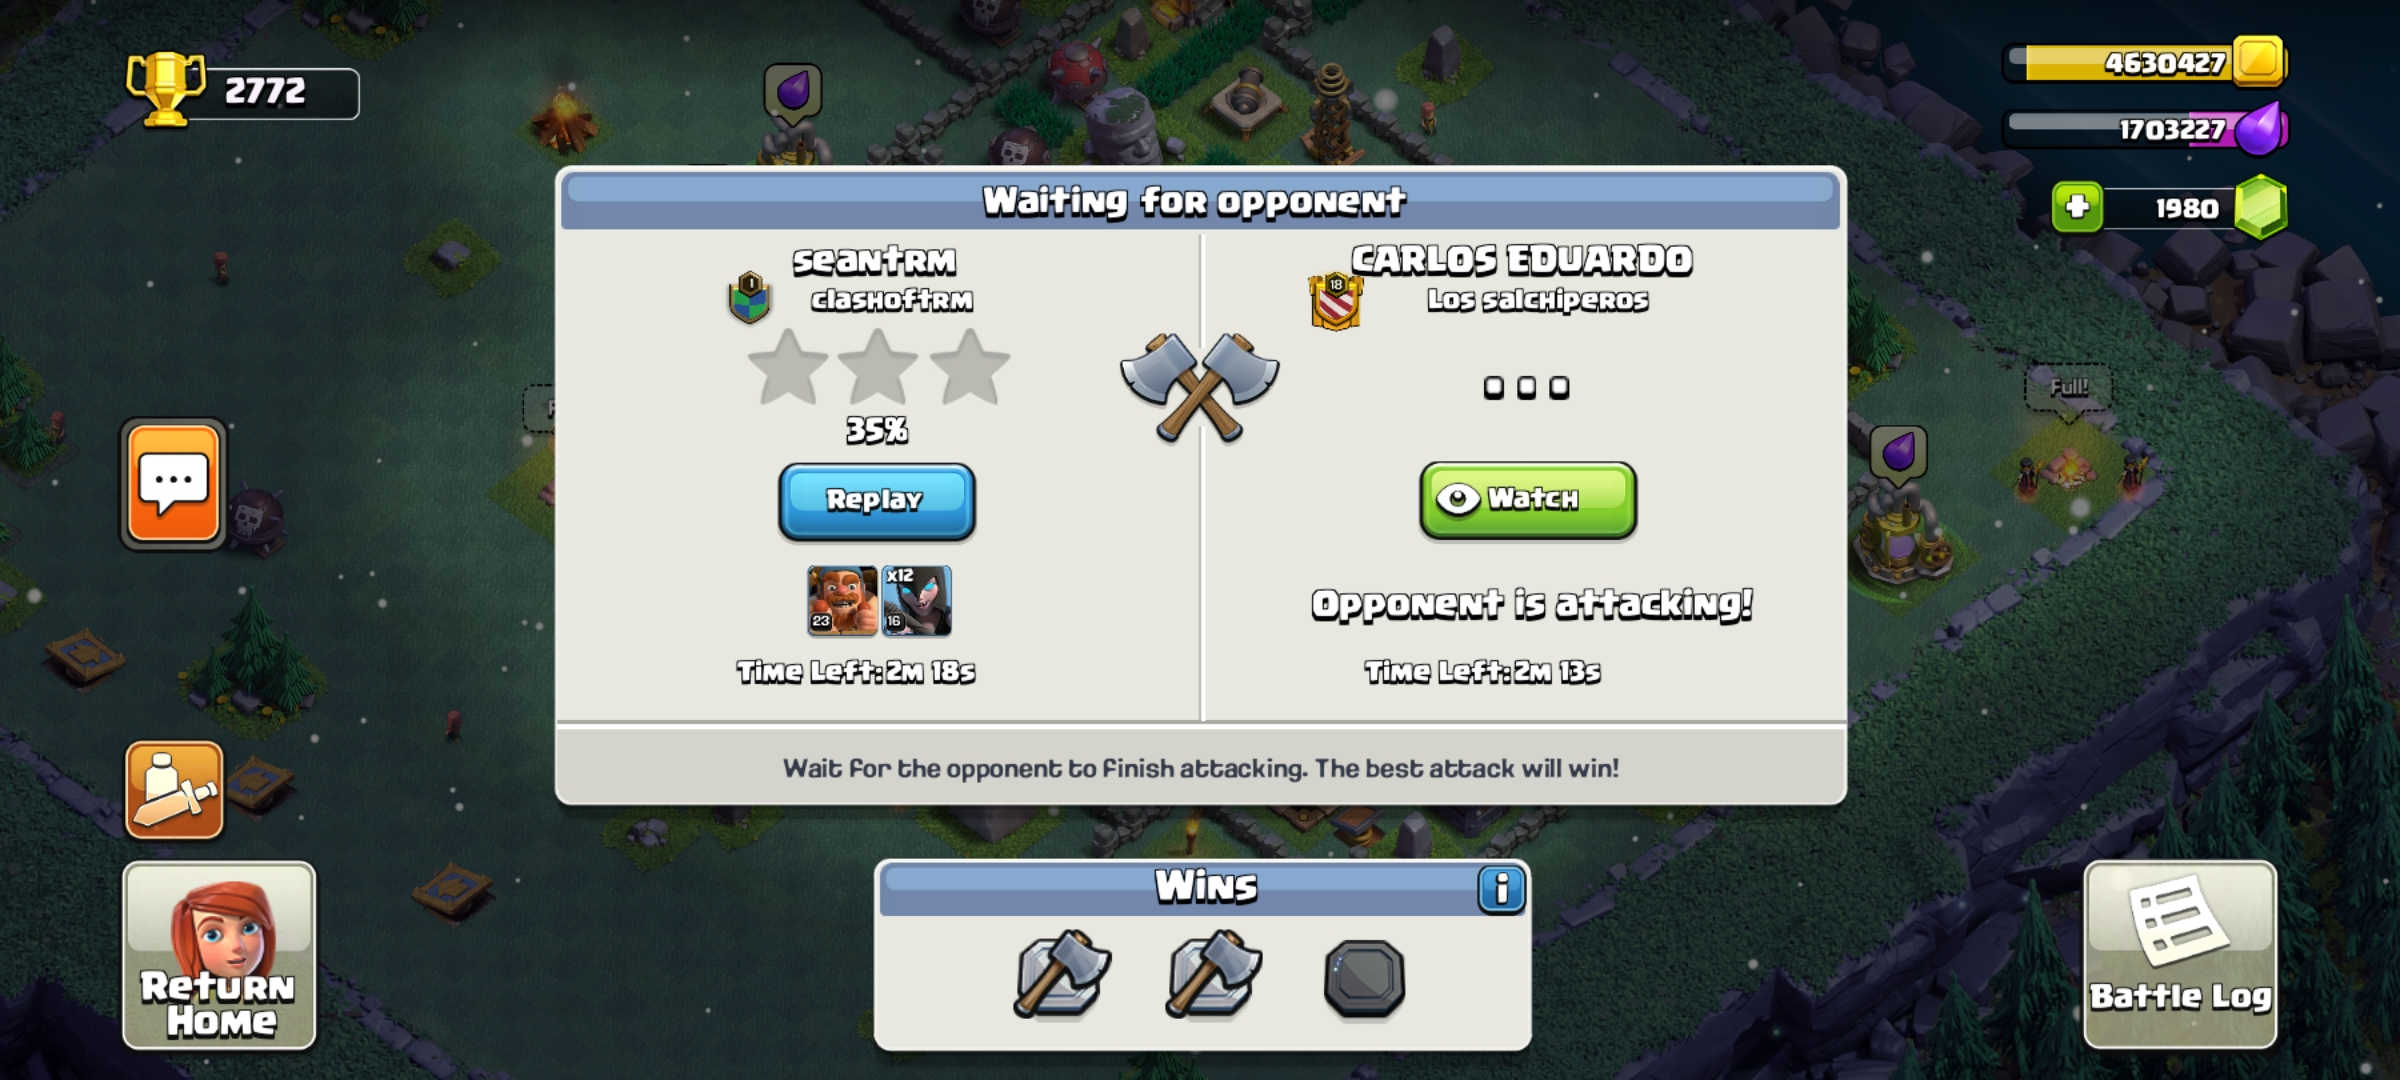 2772
4630427
1703227
1980
Waiting for opponent
seantrm
clashoftrm
1
35%
Replay
x12
23
16
Time Left:2m 18s
CARLOS EDUARDO
Los salchiperos
18
Watch
Opponent is attacking!
Time Left:2m 13s
Full!
Wait for the opponent to finish attacking. The best attack will win!
Wins
i
Return
Home
Battle Log